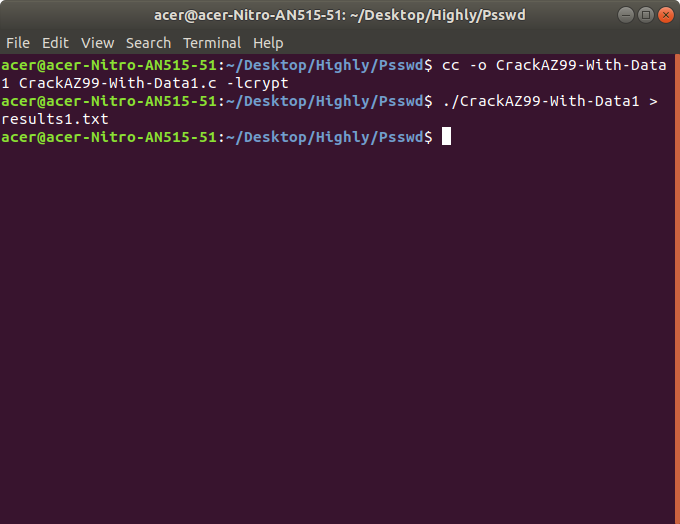 acer@acer-Nitro-AN515-51: ~/Desktop/Highly/Psswd
File Edit View Search Terminal Help
acer@acer-Nitro-AN515-51:~/Desktop/Highly/Psswd$ cc -o CrackAZ99-With-Data
1 CrackAZ99-With-Data1.c -lcrypt
acer@acer-Nitro-AN515-51:~/Desktop/Highly/Psswd$ ./CrackAZ99-With-Data1 >
results1.txt
acer@acer-Nitro-AN515-51:~/Desktop/Highly/Psswd$